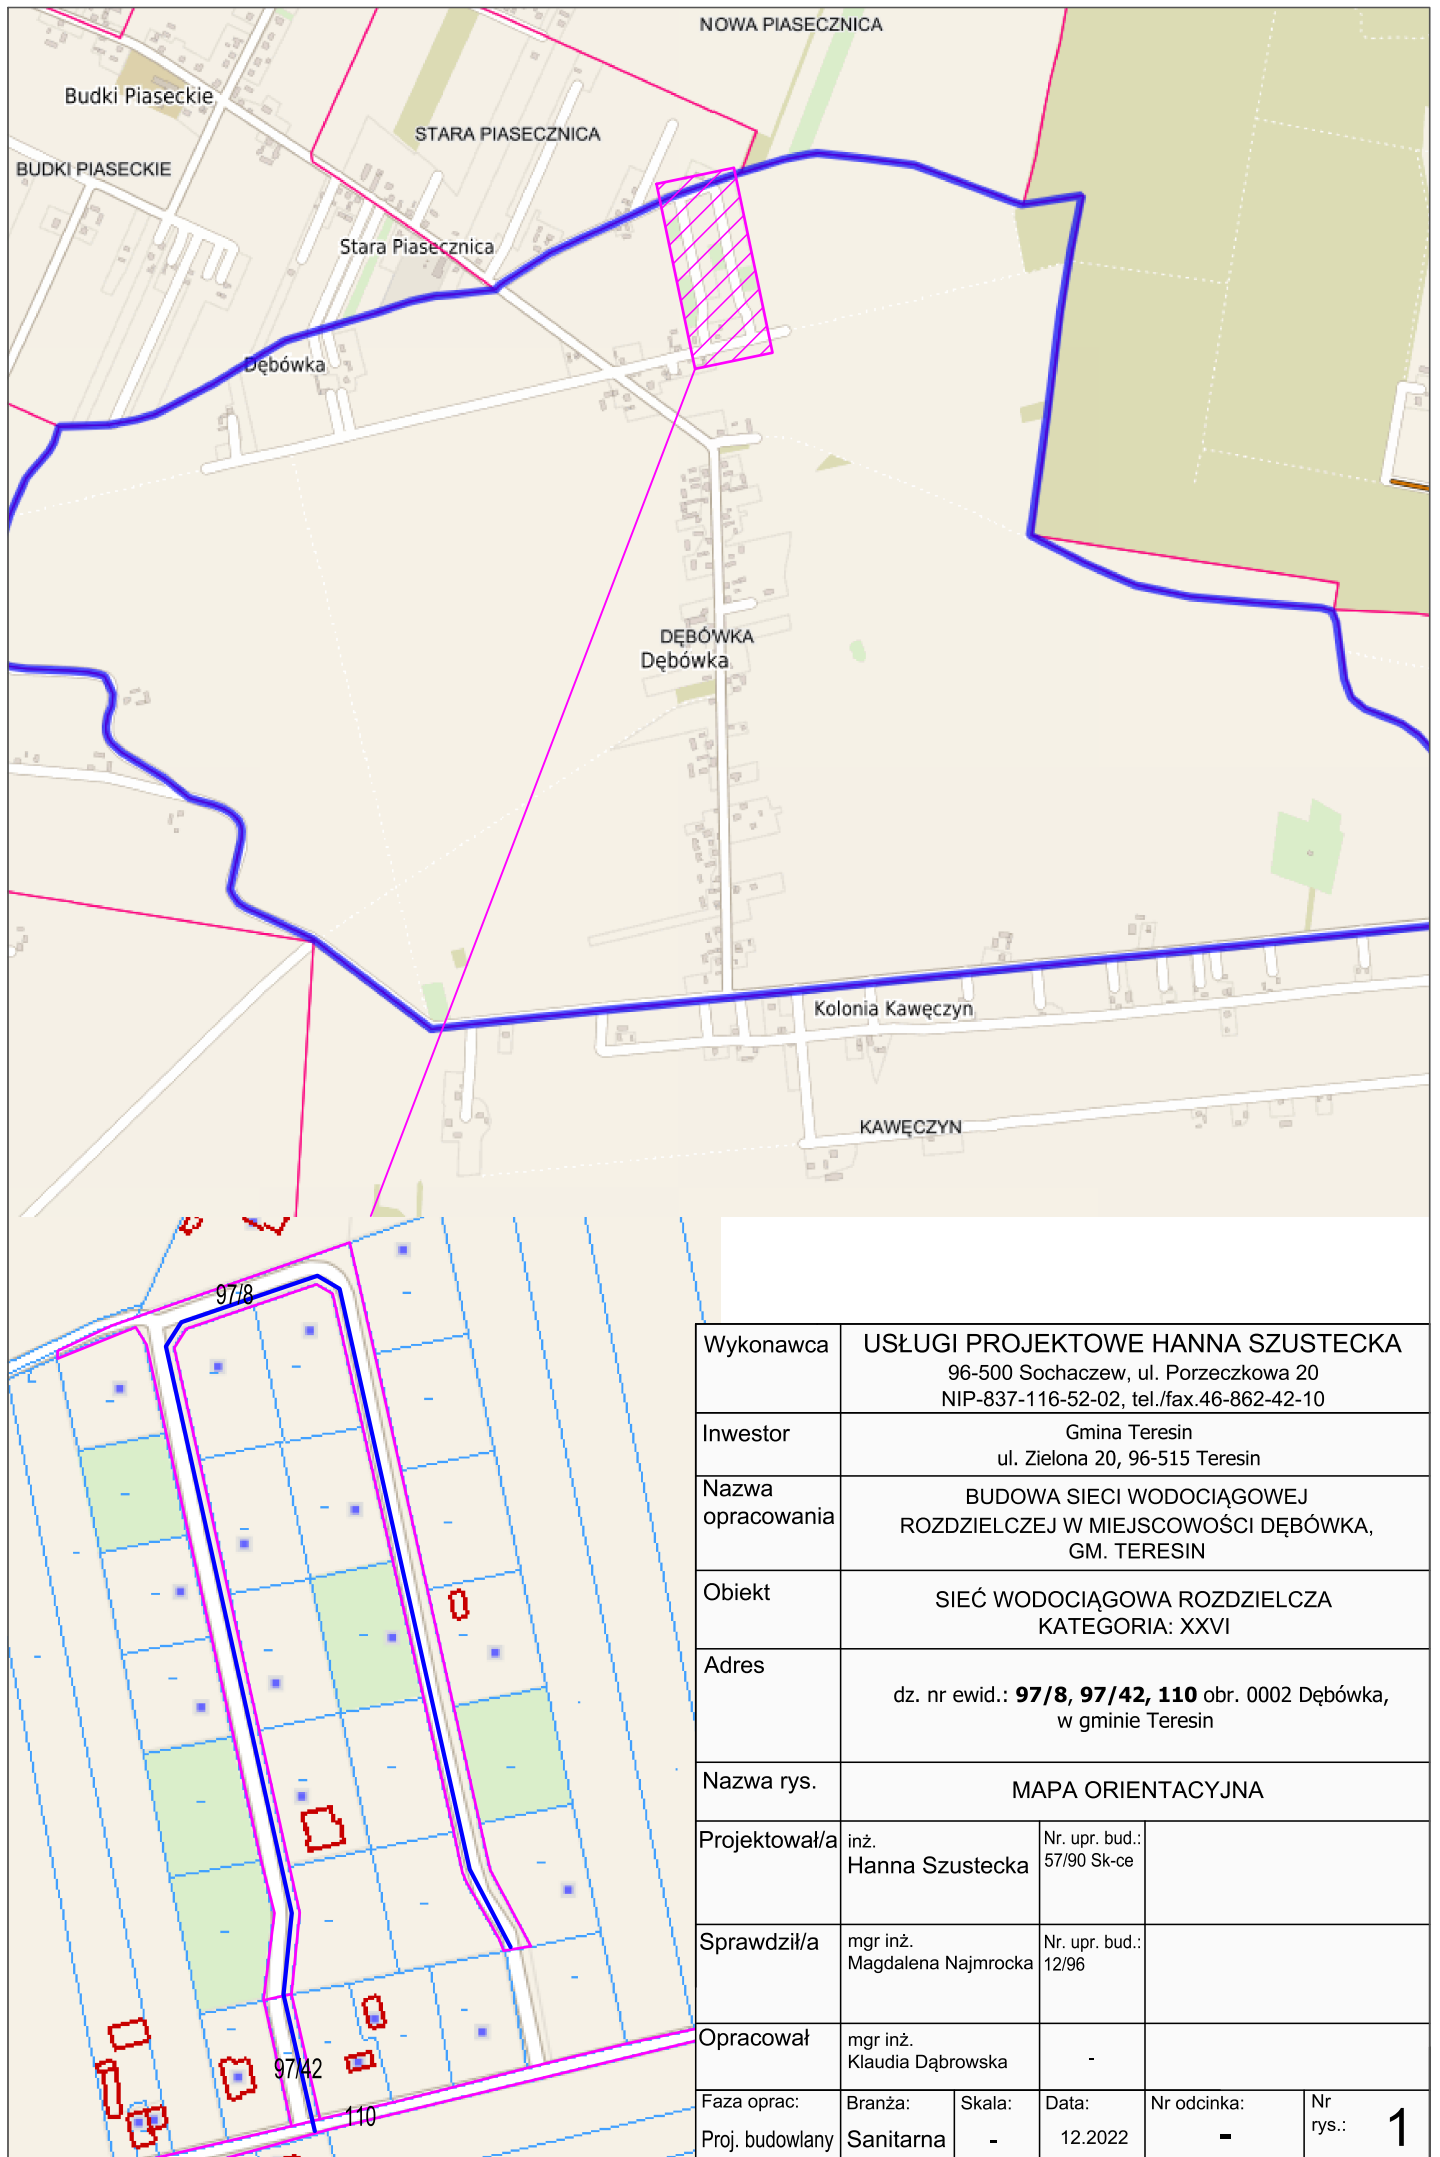 NOWA PIASECZNICA
Budki Piaseckie
STARA PIASECZNICA
BUDKI PIASECKIE
Stara Piasecznica
Dębówka
DĘBÓWKA
Dębówka
Kolonia Kawęczyn
KAWĘCZYN
97/8
97/42
110
Wykonawca
USŁUGI PROJEKTOWE HANNA SZUSTECKA
96-500 Sochaczew, ul. Porzeczkowa 20
NIP-837-116-52-02, tel./fax.46-862-42-10
Inwestor
Gmina Teresin
ul. Zielona 20, 96-515 Teresin
Nazwa
opracowania
BUDOWA SIECI WODOCIĄGOWEJ
ROZDZIELCZEJ W MIEJSCOWOŚCI DĘBÓWKA,
GM. TERESIN
Obiekt
SIEĆ WODOCIĄGOWA ROZDZIELCZA
KATEGORIA: XXVI
Adres
dz. nr ewid.: 97/8, 97/42, 110 obr. 0002 Dębówka,
w gminie Teresin
Nazwa rys.
MAPA ORIENTACYJNA
Projektował/a
inż.
Hanna Szustecka
Nr. upr. bud.:
57/90 Sk-ce
Sprawdził/a
mgr inż.
Magdalena Najmrocka
Nr. upr. bud.:
12/96
Opracował
mgr inż.
Klaudia Dąbrowska
-
Faza oprac:
Proj. budowlany
Branża:
Sanitarna
Skala:
-
Data:
12.2022
Nr odcinka:
-
Nr
rys.:
1